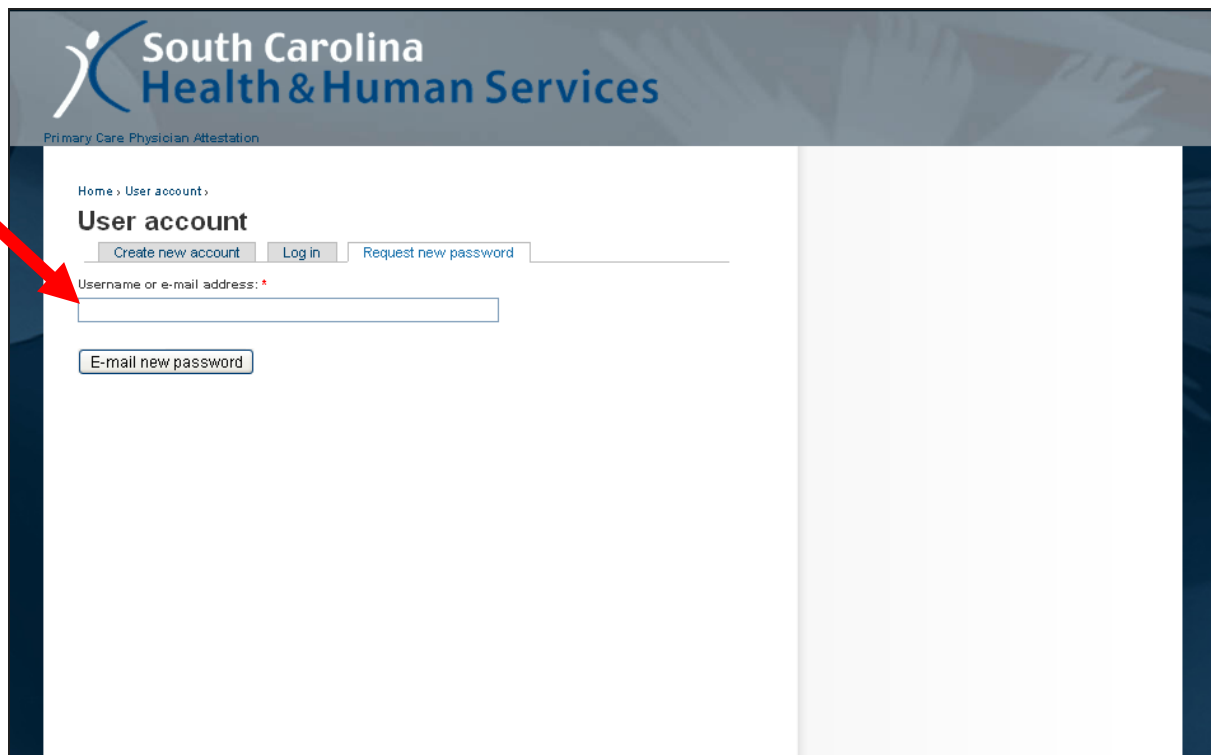 South Carolina
Health & Human Services
Primary Care Physician Attestation
Home › User account ›
User account
Create new account Log in Request new password
Username or e-mail address: *
E-mail new password